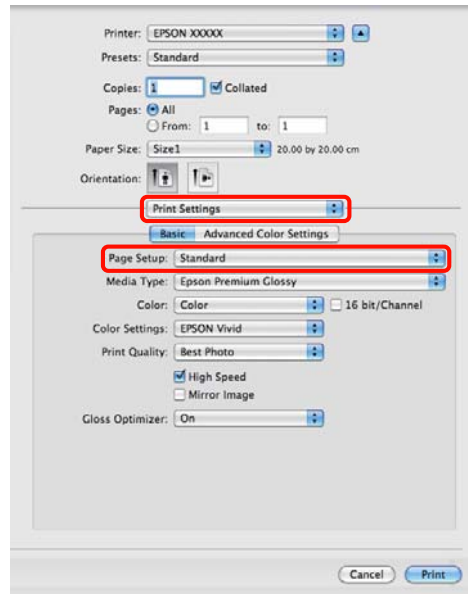 Printer: EPSON XXXXX
Presets: Standard
Copies: 1 Collated
Pages: All
From: 1 to: 1
Paper Size: Size1 20.00 by 20.00 cm
Orientation:
Print Settings
Basic Advanced Color Settings
Page Setup: Standard
Media Type: Epson Premium Glossy
Color: Color 16 bit/Channel
Color Settings: EPSON Vivid
Print Quality: Best Photo
High Speed
Mirror Image
Gloss Optimizer: On
Cancel Print